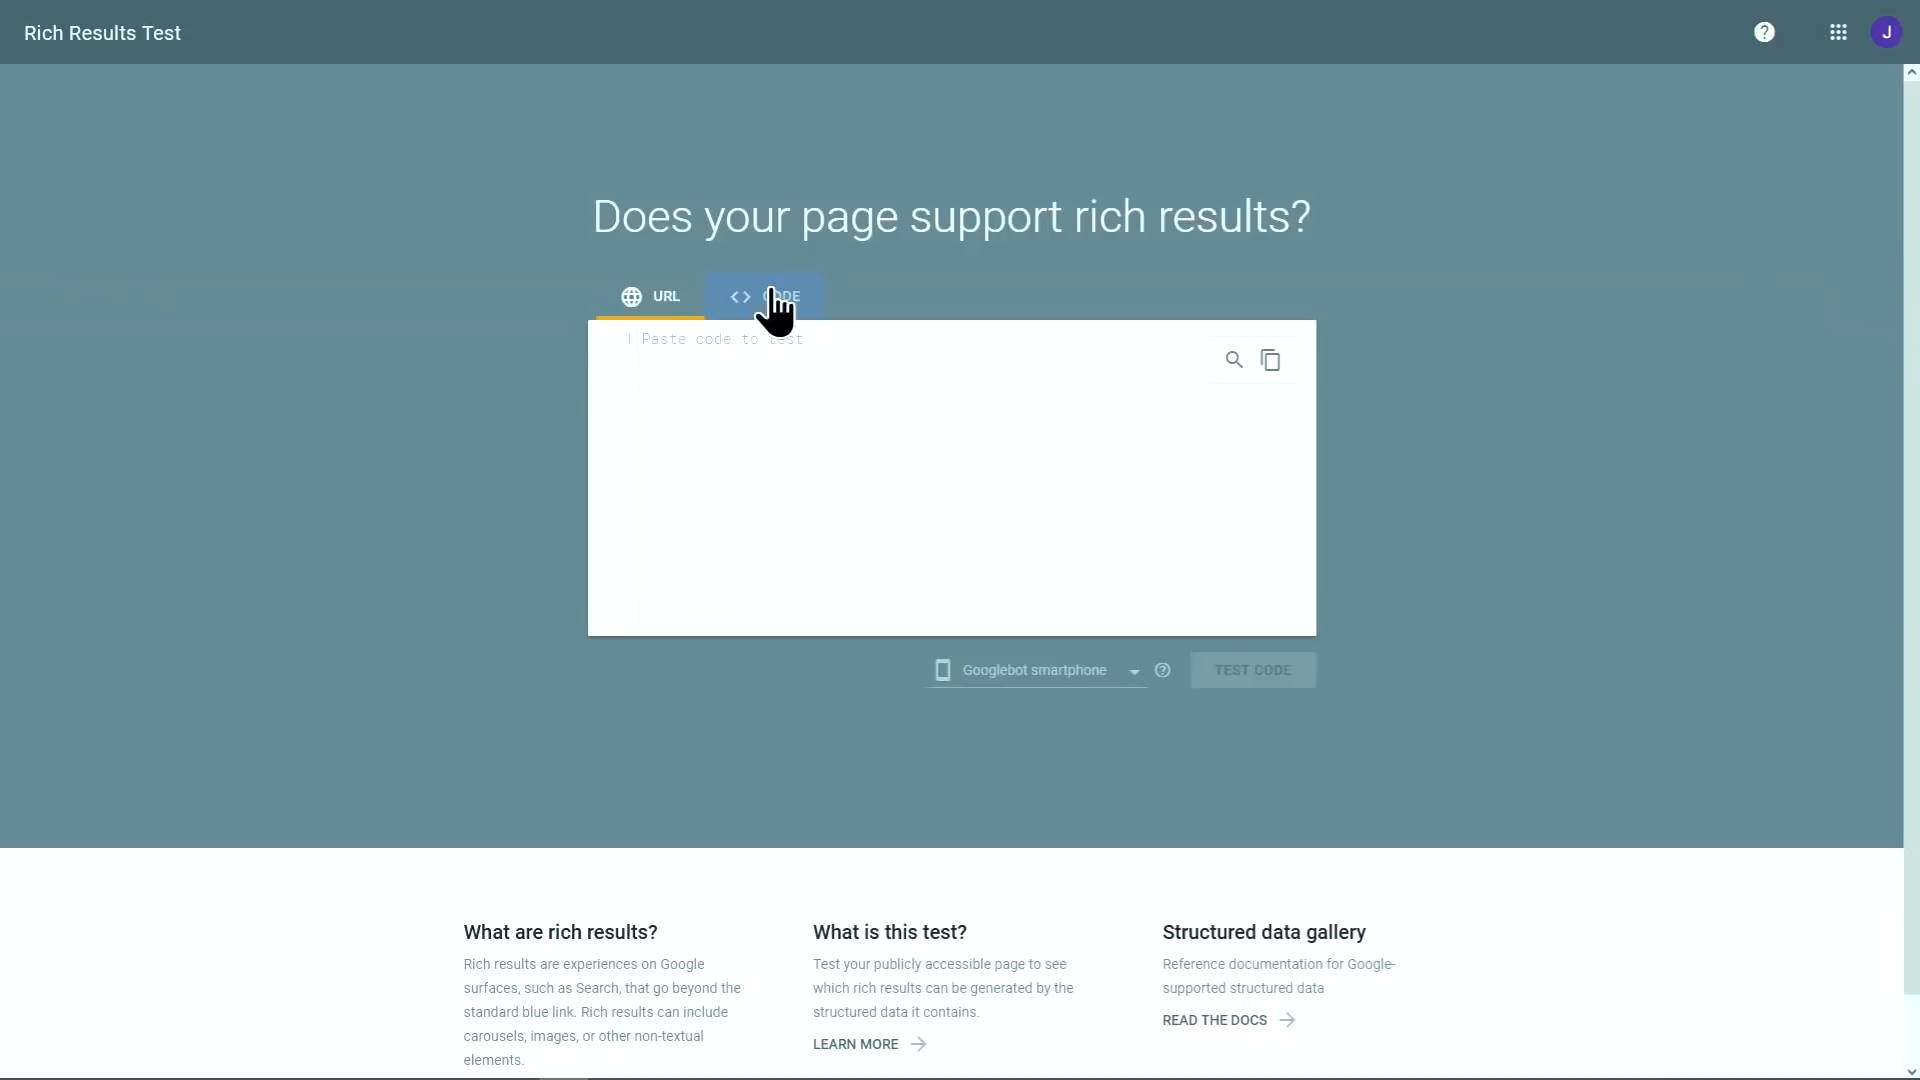 Rich Results Test
J
Does your page support rich results?
URL
CODE
1 Paste code to test
Googlebot smartphone
TEST CODE
What are rich results?
Rich results are experiences on Google
surfaces, such as Search, that go beyond the
standard blue link. Rich results can include
carousels, images, or other non-textual
elements.
What is this test?
Test your publicly accessible page to see
which rich results can be generated by the
structured data it contains.
LEARN MORE
Structured data gallery
Reference documentation for Google-
supported structured data
READ THE DOCS